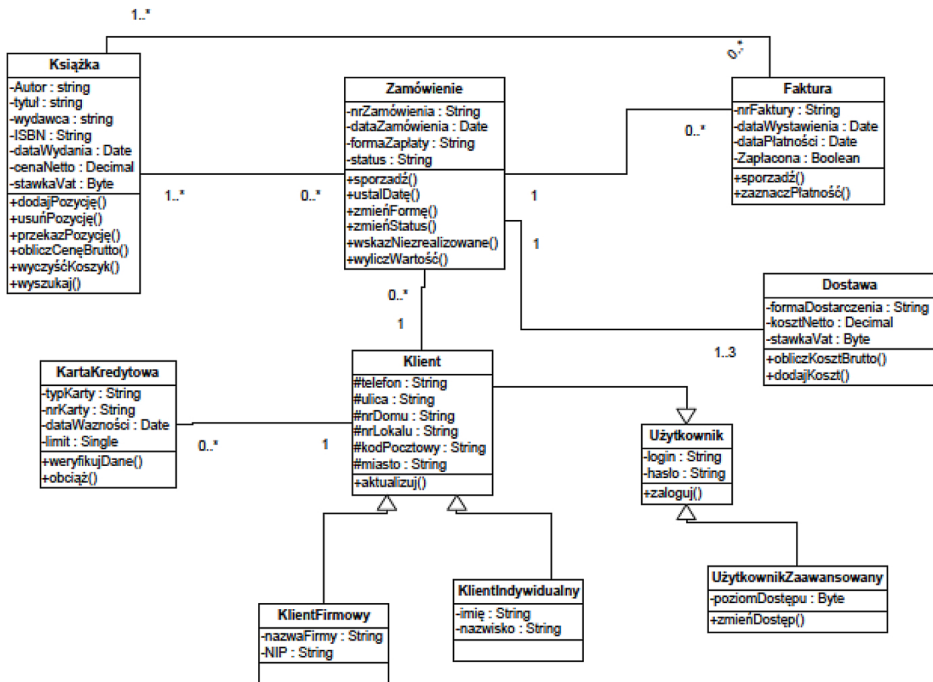 1..*
0..*
Książka
-Autor : string
-tytuł : string
-wydawca : string
-ISBN : String
-dataWydania : Date
-cenaNetto : Decimal
-stawkaVat : Byte
+dodajPozycję()
+usuńPozycję()
+przekazPozycję()
+obliczCenęBrutto()
+wyczyśćKoszyk()
+wyszukaj()
1..*
0..*
Zamówienie
-nrZamówienia : String
-dataZamówienia : Date
-formaZapłaty : String
-status : String
+sporzadź()
+ustalDatę()
+zmieńFormę()
+zmieńStatus()
+wskazNiezrealizowane()
+wyliczWartość()
1
0..*
Faktura
-nrFaktury : String
-dataWystawienia : Date
-dataPłatności : Date
-Zapłacona : Boolean
+sporzadź()
+zaznaczPłatność()
1
1..3
Dostawa
-formaDostarczenia : String
-kosztNetto : Decimal
-stawkaVat : Byte
+obliczKosztBrutto()
+dodajKoszt()
0..*
1
KartaKredytowa
-typKarty : String
-nrKarty : String
-dataWazności : Date
-limit : Single
+weryfikujDane()
+obciąż()
0..*
1
Klient
#telefon : String
#ulica : String
#nrDomu : String
#nrLokalu : String
#kodPocztowy : String
#miasto : String
+aktualizuj()
Użytkownik
-login : String
-hasło : String
+zaloguj()
KlientFirmowy
-nazwaFirmy : String
-NIP : String
KlientIndywidualny
-imię : String
-nazwisko : String
UżytkownikZaawansowany
-poziomDostępu : Byte
+zmieńDostęp()